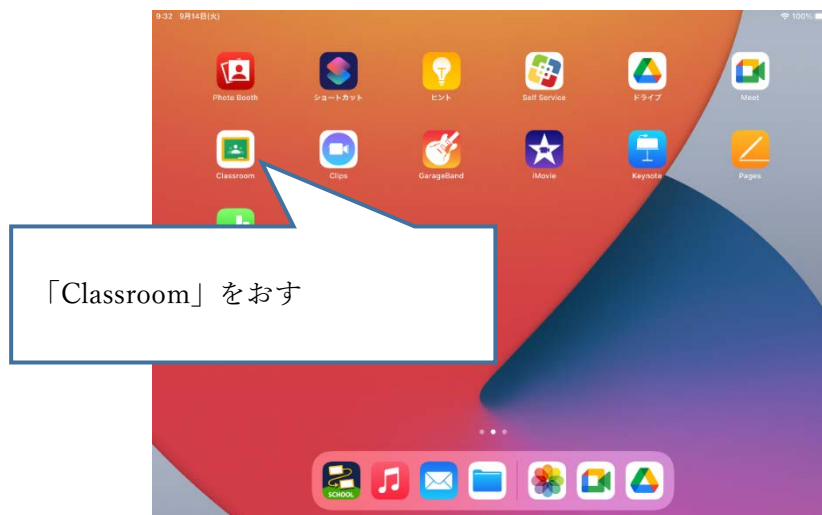 9:32 9月14日(火)
100%
Photo Booth
ショートカット
ヒント
Self Service
ドライブ
Meet
Classroom
Clips
GarageBand
iMovie
Keynote
Pages
「Classroom」をおす
SCHOOL